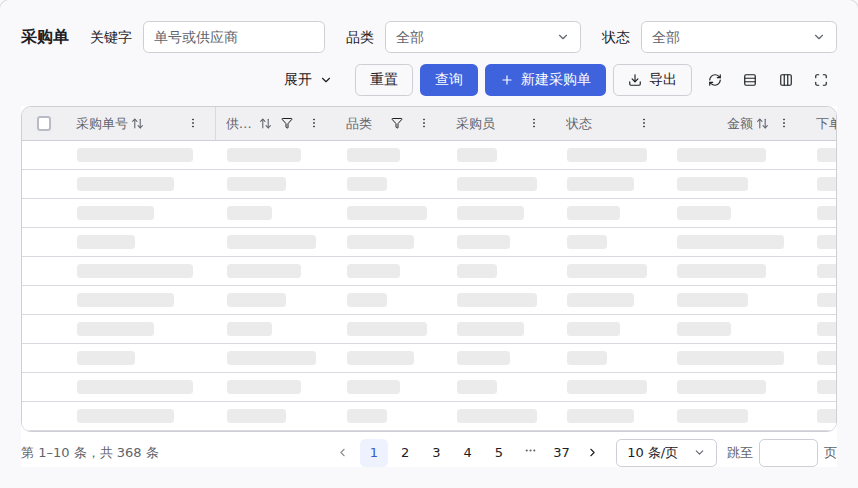 采购单 关键字 单号或供应商 品类 全部 状态 全部
展开 重置 查询 新建采购单 导出
采购单号 供… 品类 采购员 状态 金额 下单
第 1–10 条，共 368 条 1 2 3 4 5 ··· 37 10 条/页 跳至 页